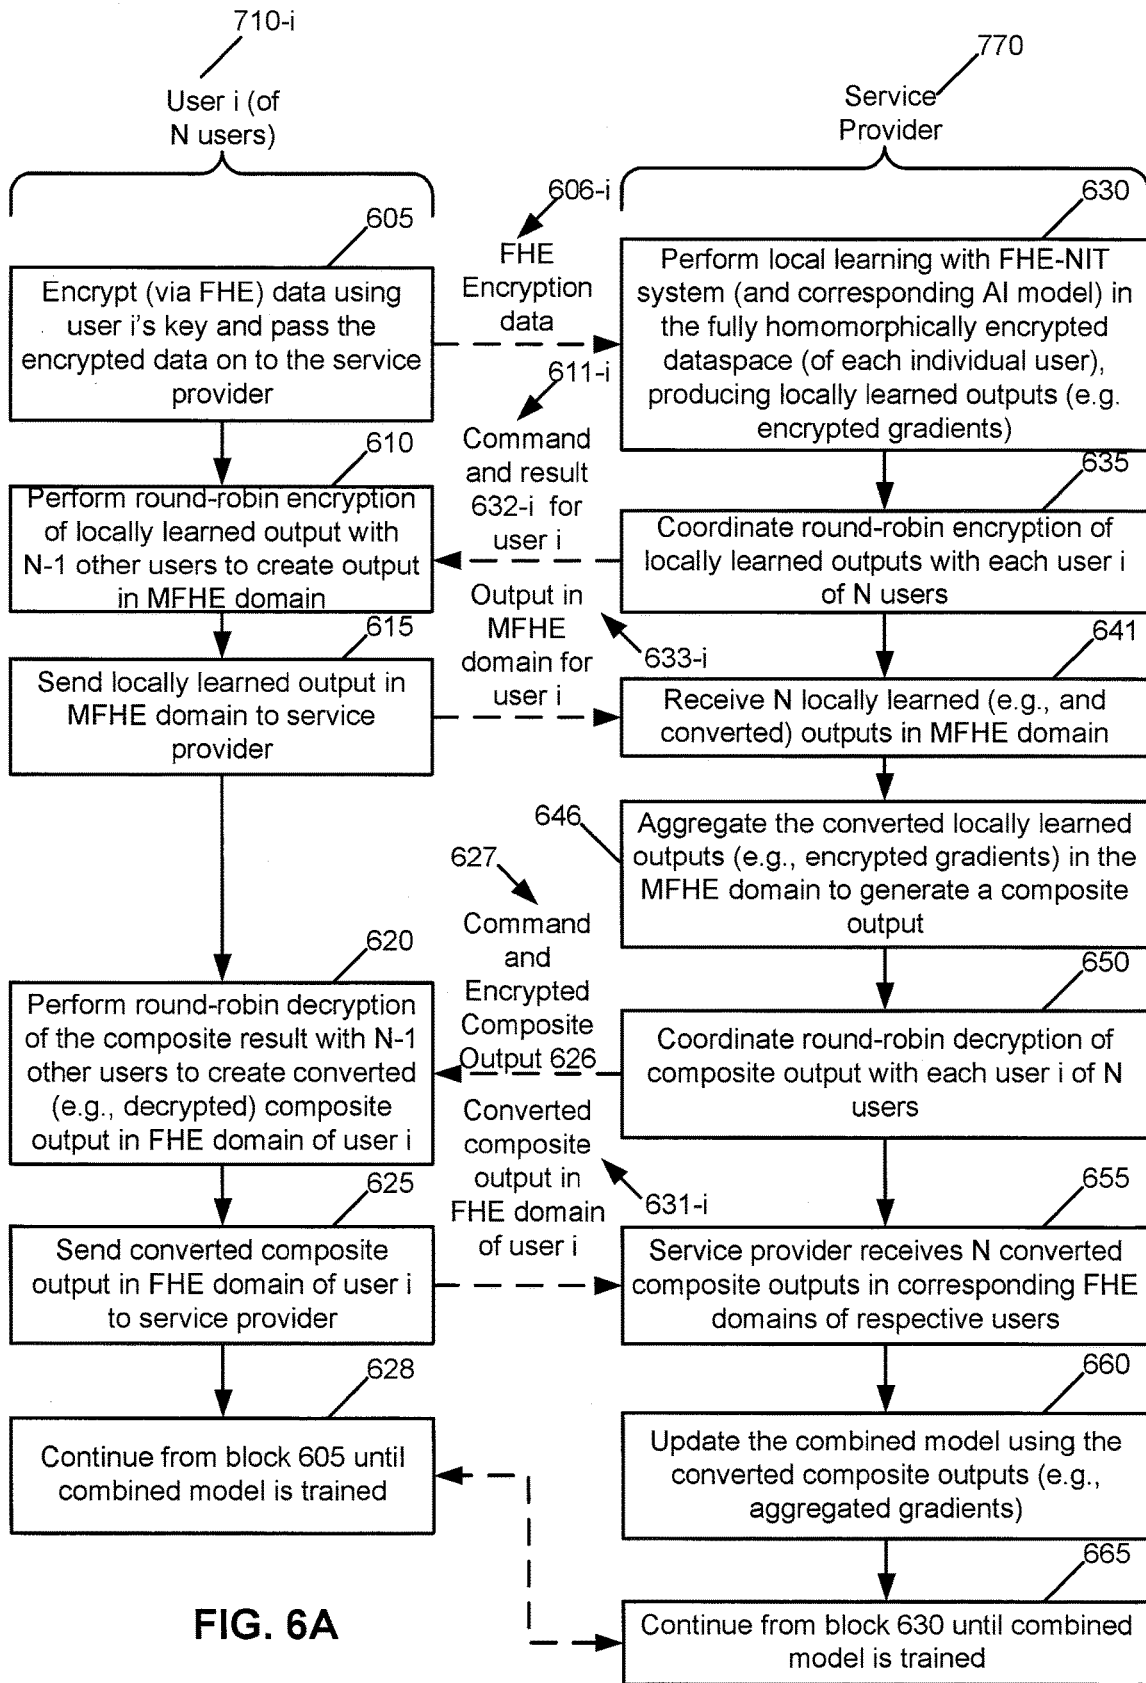 710-i
770
User i (of
N users)
Service
Provider
605
606-i
630
Encrypt (via FHE) data using
user i's key and pass the
encrypted data on to the service
provider
FHE
Encryption
data
Perform local learning with FHE-NIT
system (and corresponding AI model) in
the fully homomorphically encrypted
dataspace (of each individual user),
producing locally learned outputs (e.g.
encrypted gradients)
611-i
610
Command
and result
632-i for
user i
635
Perform round-robin encryption
of locally learned output with
N-1 other users to create output
in MFHE domain
Coordinate round-robin encryption of
locally learned outputs with each user i
of N users
615
Output in
MFHE
domain for
user i
633-i
641
Send locally learned output in
MFHE domain to service
provider
Receive N locally learned (e.g., and
converted) outputs in MFHE domain
646
Aggregate the converted locally learned
outputs (e.g., encrypted gradients) in the
MFHE domain to generate a composite
output
627
620
Command
and
Encrypted
Composite
Output 626
650
Perform round-robin decryption
of the composite result with N-1
other users to create converted
(e.g., decrypted) composite
output in FHE domain of user i
Coordinate round-robin decryption of
composite output with each user i of N
users
625
Converted
composite
output in
FHE domain
of user i
631-i
655
Send converted composite
output in FHE domain of user i
to service provider
Service provider receives N converted
composite outputs in corresponding FHE
domains of respective users
628
660
Continue from block 605 until
combined model is trained
Update the combined model using the
converted composite outputs (e.g.,
aggregated gradients)
665
Continue from block 630 until combined
model is trained
FIG. 6A